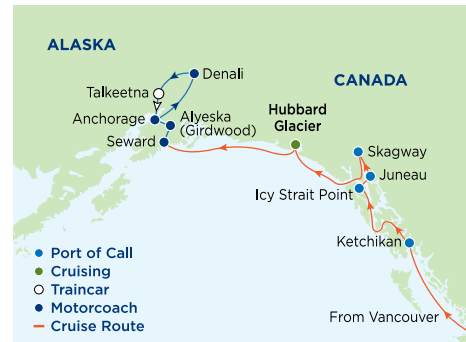 ALASKA
CANADA
Denali
Talkeetna
Anchorage
Alyeska
(Girdwood)
Seward
Hubbard
Glacier
Skagway
Juneau
Icy Strait Point
Ketchikan
From Vancouver
Port of Call
Cruising
Traincar
Motorcoach
Cruise Route